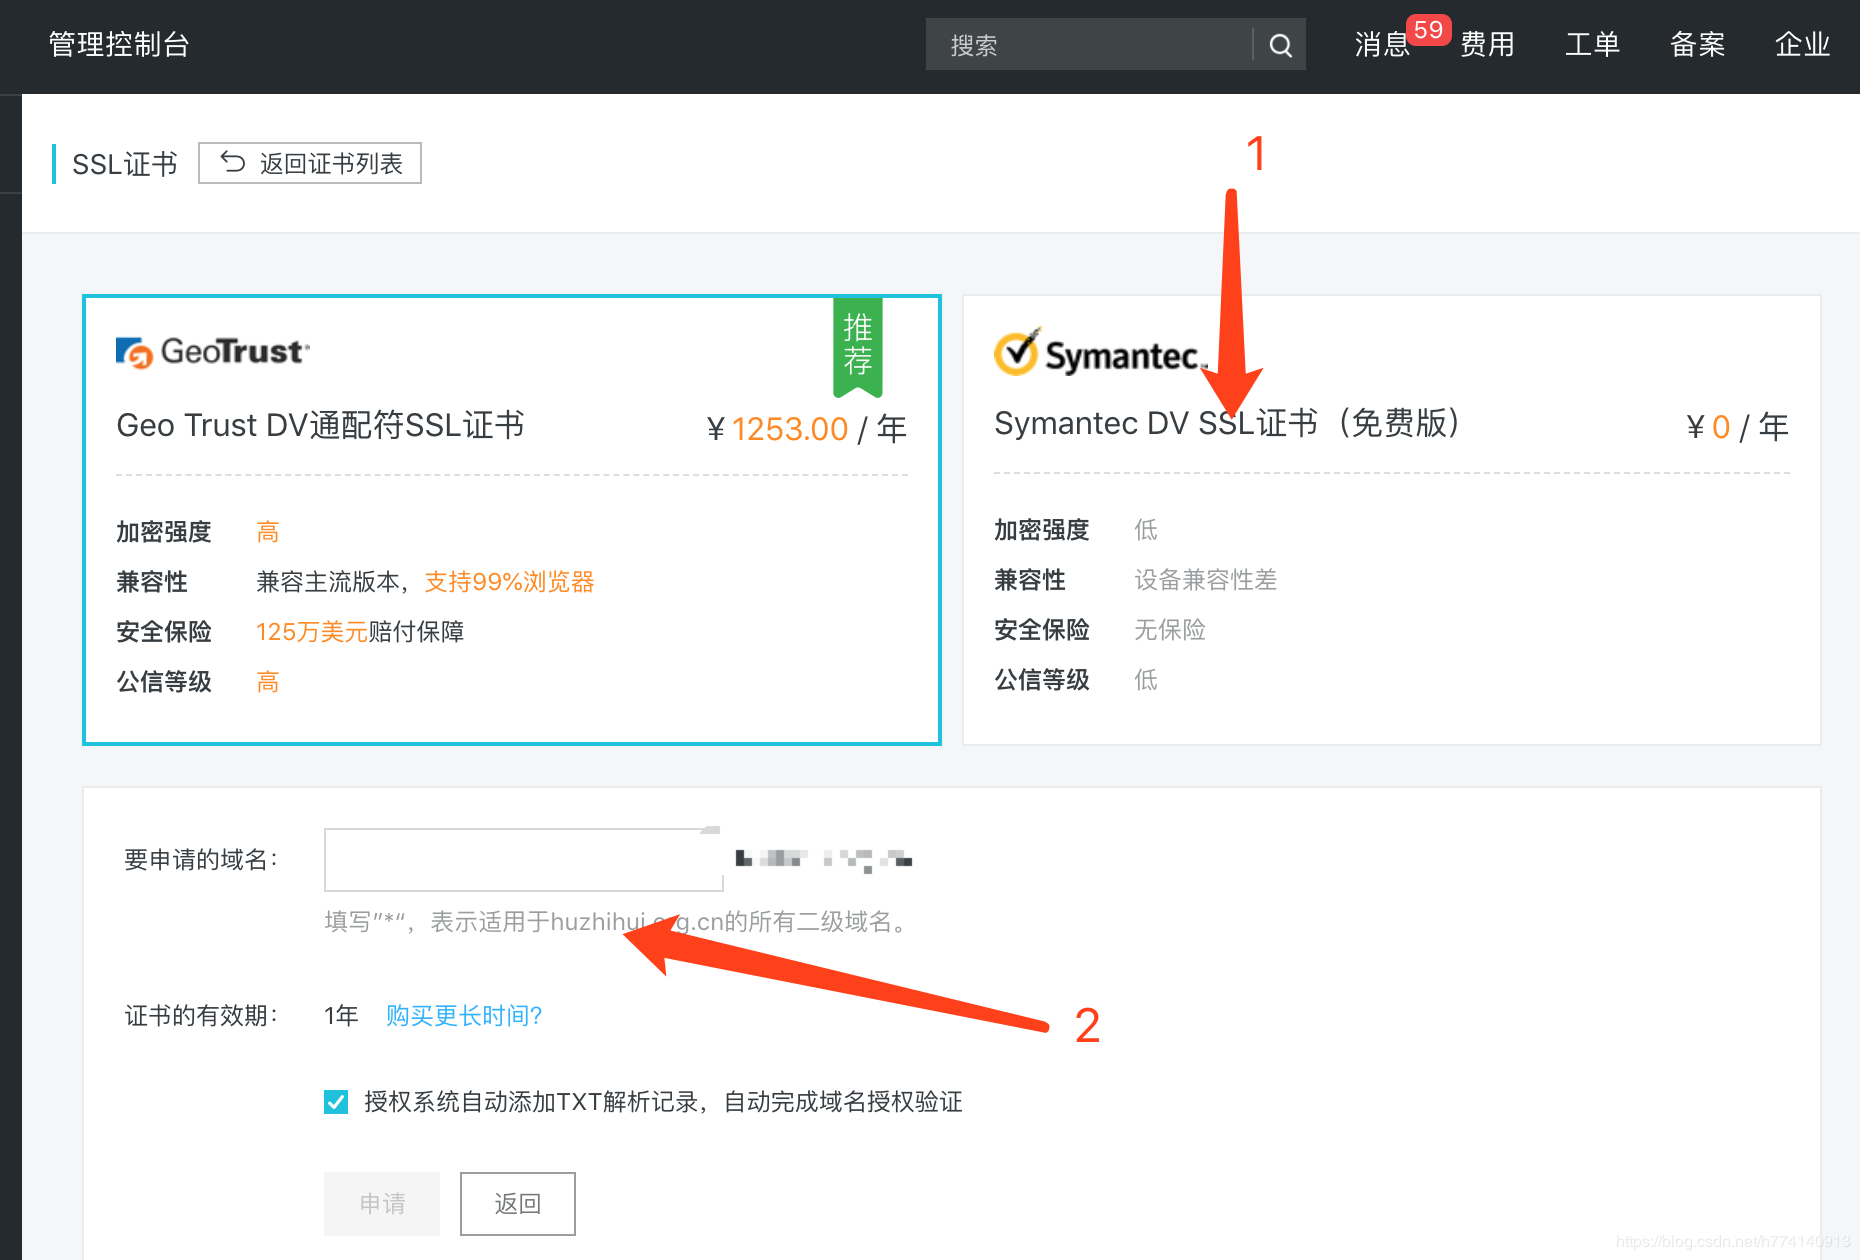 管理控制台
搜索
消息 59 费用 工单 备案 企业
1
SSL证书 返回证书列表
推荐
GeoTrust
Symantec
Geo Trust DV通配符SSL证书 ¥1253.00 / 年
加密强度 高
兼容性 兼容主流版本，支持99%浏览器
安全保险 125万美元赔付保障
公信等级 高
Symantec DV SSL证书（免费版） ¥0 / 年
加密强度 低
兼容性 设备兼容性差
安全保险 无保险
公信等级 低
要申请的域名：
填写”*“，表示适用于huzhihui.org.cn的所有二级域名。
证书的有效期： 1年 购买更长时间?
2
授权系统自动添加TXT解析记录，自动完成域名授权验证
申请 返回
https://blog.csdn.net/h774140913